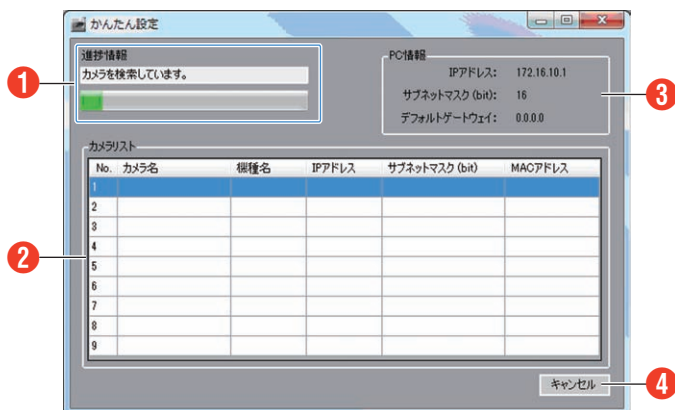 かんたん設定
進捗情報
カメラを検索しています。
PC情報
IPアドレス: 172.16.10.1
サブネットマスク (bit): 16
デフォルトゲートウェイ: 0.0.0.0
1
3
カメラリスト
No. カメラ名 機種名 IPアドレス サブネットマスク (bit) MACアドレス
1
2
3
4
5
6
7
8
9
2
キャンセル
4